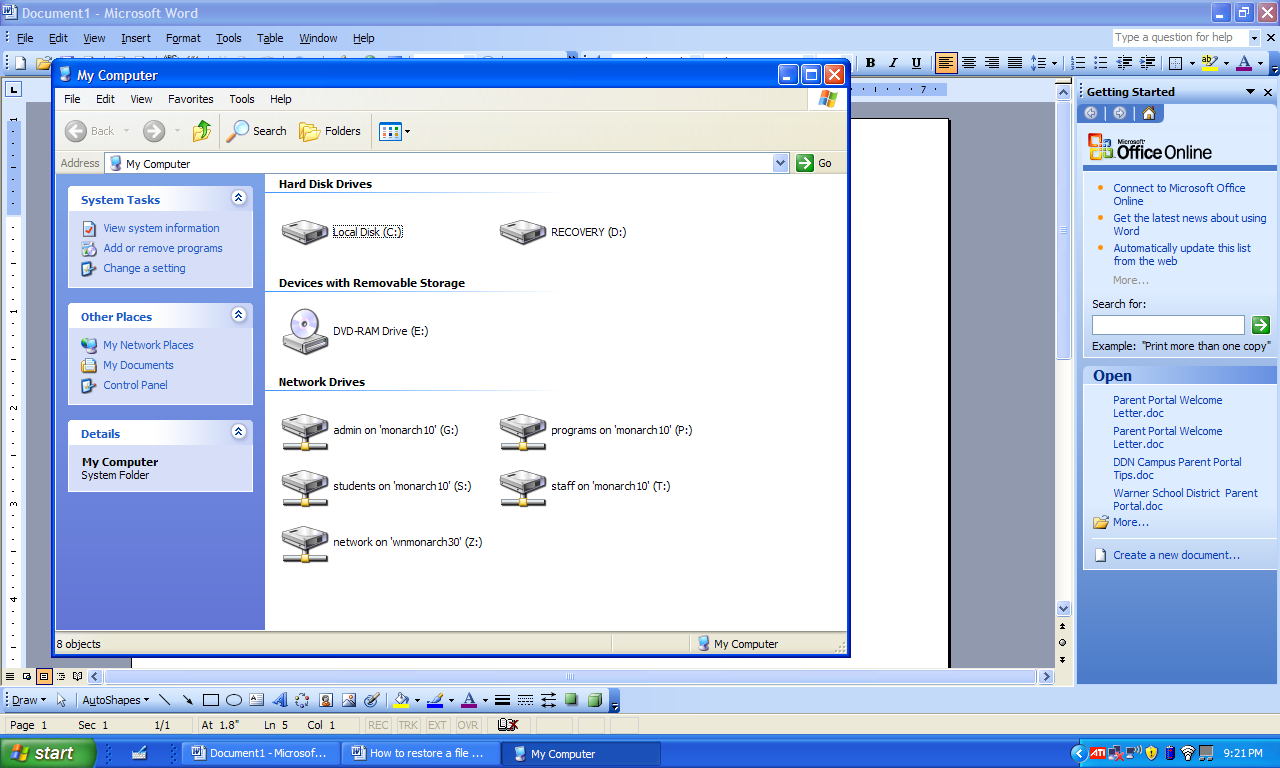 Document1 - Microsoft Word
File Edit View Insert Format Tools Table Window Help
Type a question for help
B I U
My Computer
File Edit View Favorites Tools Help
Back Search Folders
Address My Computer Go
System Tasks
View system information
Add or remove programs
Change a setting
Other Places
My Network Places
My Documents
Control Panel
Details
My Computer
System Folder
Hard Disk Drives
Local Disk (C:) RECOVERY (D:)
Devices with Removable Storage
DVD-RAM Drive (E:)
Network Drives
admin on 'monarch10' (G:) programs on 'monarch10' (P:)
students on 'monarch10' (S:) staff on 'monarch10' (T:)
network on 'wnmonarch30' (Z:)
8 objects My Computer
7
1
1
2
3
4
Getting Started
Microsoft
Office Online
Connect to Microsoft Office
Online
Get the latest news about using
Word
Automatically update this list
from the web
More...
Search for:
Example: "Print more than one copy"
Open
Parent Portal Welcome
Letter.doc
Parent Portal Welcome
Letter.doc
DDN Campus Parent Portal
Tips.doc
Warner School District Parent
Portal.doc
More...
Create a new document...
Draw AutoShapes A A
Page 1 Sec 1 1/1 At 1.8" Ln 5 Col 1 REC TRK EXT OVR
start Document1 - Microsof... How to restore a file ... My Computer ATI 9:21 PM